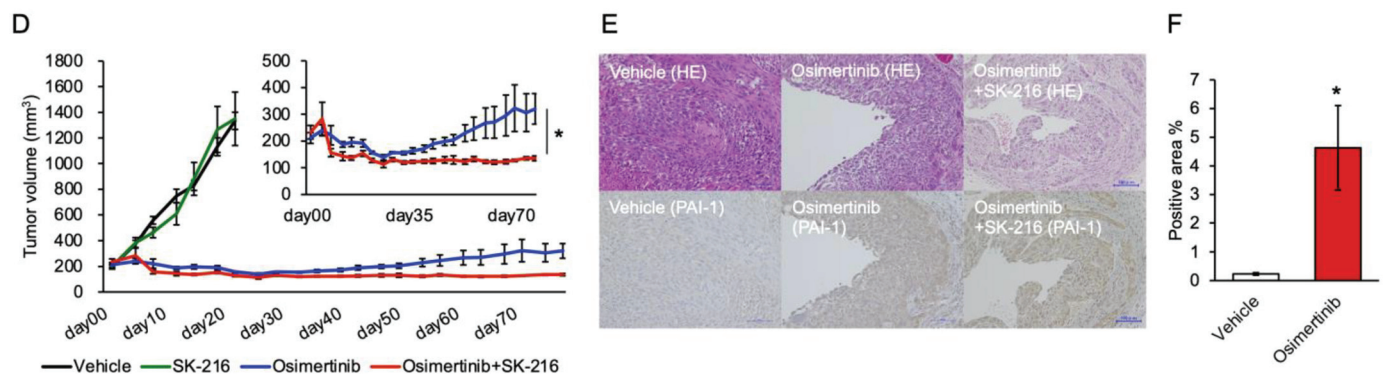 D
Tumor volume (mm³)
1800
1600
1400
1200
1000
800
600
400
200
0
day00
day10
day20
day30
day40
day50
day60
day70
500
400
300
200
100
0
day00
day35
day70
*
Vehicle
SK-216
Osimertinib
Osimertinib+SK-216
E
Vehicle (HE)
Osimertinib (HE)
Osimertinib
+SK-216 (HE)
Vehicle (PAI-1)
Osimertinib
(PAI-1)
Osimertinib
+SK-216 (PAI-1)
F
Positive area %
7
6
5
4
3
2
1
0
*
Vehicle
Osimertinib